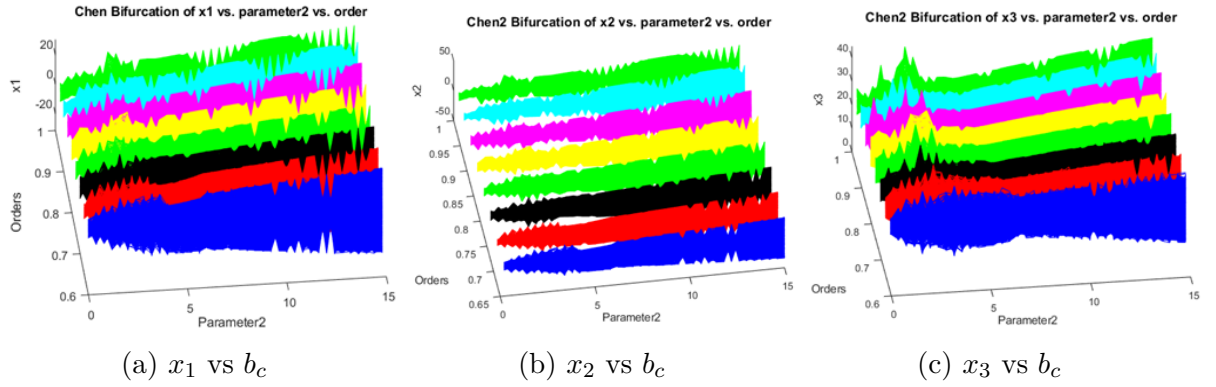 Chen Bifurcation of x1 vs. parameter2 vs. order
20
0
-20
x1
1
0.9
0.8
0.7
0.6
Orders
0
5
10
15
Parameter2
(a) x₁ vs b_c
Chen2 Bifurcation of x2 vs. parameter2 vs. order
50
0
-50
x2
1
0.95
0.9
0.85
0.8
0.75
0.7
0.65
Orders
0
5
10
15
Parameter2
(b) x₂ vs b_c
Chen2 Bifurcation of x3 vs. parameter2 vs. order
40
30
20
10
0
x3
1
0.9
0.8
0.7
0.6
Orders
0
5
10
15
Parameter2
(c) x₃ vs b_c